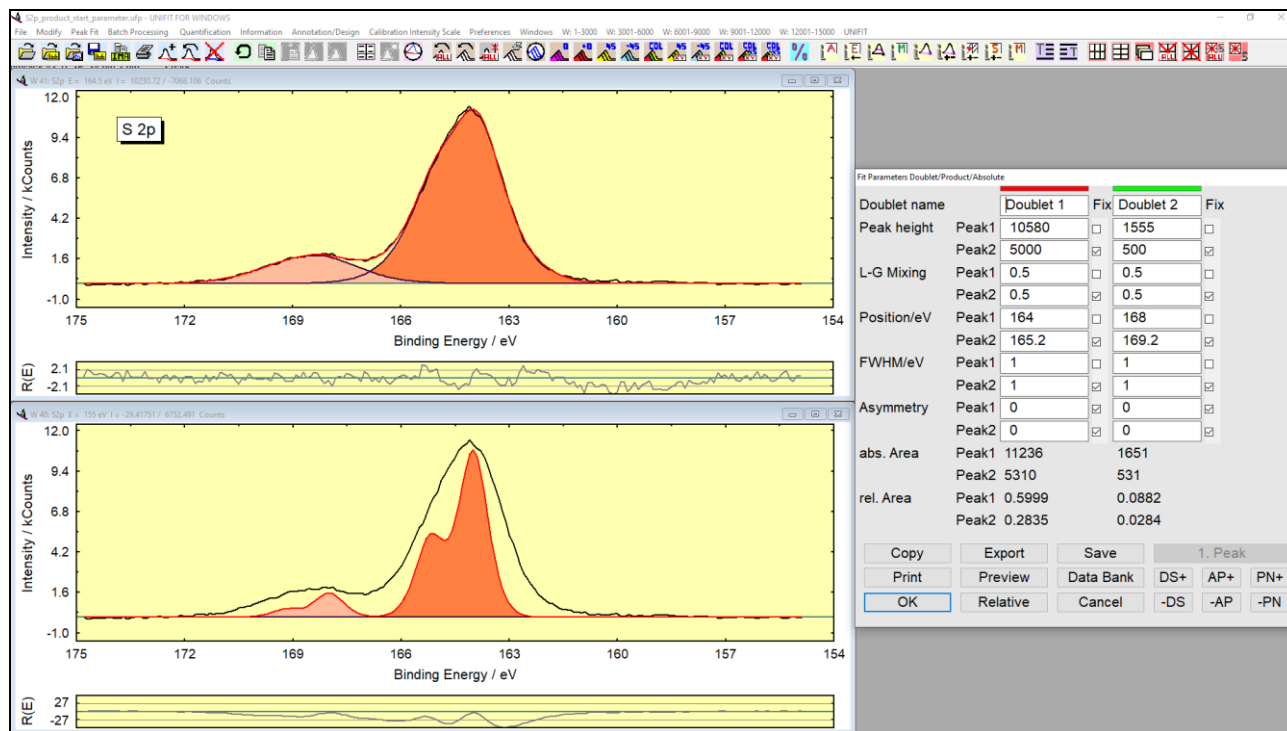 S2p_product_start_parameter.ufp - UNIFIT FOR WINDOWS
File Modify Peak Fit Batch Processing Quantification Information Annotation/Design Calibration Intensity Scale Preferences Windows W: 1-3000 W: 3001-6000 W: 6001-9000 W: 9001-12000 W: 12001-15000 UNIFIT
W 41: S2p E = 164.5 eV I = 10230.72 / -7068.106 Counts
S 2p
Intensity / kCounts
12.0
9.4
6.8
4.2
1.6
-1.0
175 172 169 166 163 160 157 154
Binding Energy / eV
R(E)
2.1
-2.1
W 40: S2p E = 155 eV I = -29.41751 / 6752.491 Counts
Intensity / kCounts
12.0
9.4
6.8
4.2
1.6
-1.0
175 172 169 166 163 160 157 154
Binding Energy / eV
R(E)
27
-27
Fit Parameters Doublet/Product/Absolute
Doublet name Doublet 1 Fix Doublet 2 Fix
Peak height Peak1 10580 1555
Peak2 5000 500
L-G Mixing Peak1 0.5 0.5
Peak2 0.5 0.5
Position/eV Peak1 164 168
Peak2 165.2 169.2
FWHM/eV Peak1 1 1
Peak2 1 1
Asymmetry Peak1 0 0
Peak2 0 0
abs. Area Peak1 11236 1651
Peak2 5310 531
rel. Area Peak1 0.5999 0.0882
Peak2 0.2835 0.0284
Copy Export Save 1. Peak
Print Preview Data Bank DS+ AP+ PN+
OK Relative Cancel -DS -AP -PN